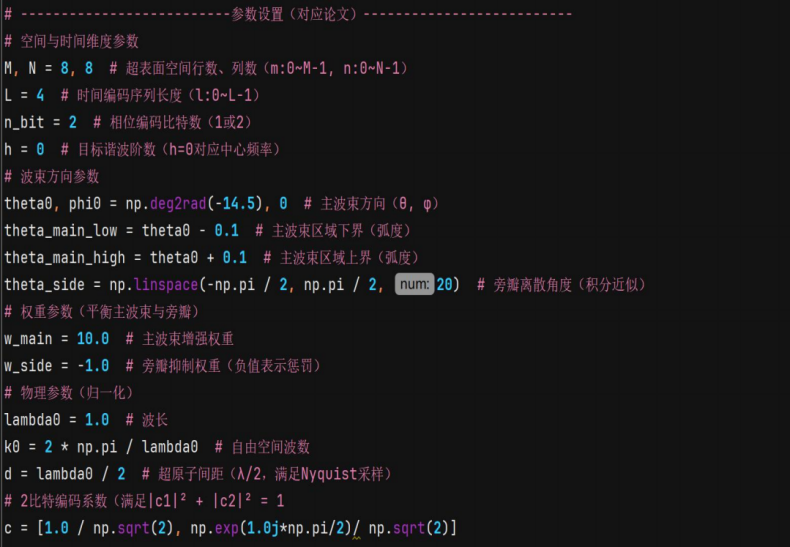 # --------------------------参数设置（对应论文）--------------------------
# 空间与时间维度参数
M, N = 8, 8  # 超表面空间行数、列数（m:0~M-1, n:0~N-1）
L = 4  # 时间编码序列长度（l:0~L-1）
n_bit = 2  # 相位编码比特数（1或2）
h = 0  # 目标谐波阶数（h=0对应中心频率）
# 波束方向参数
theta0, phi0 = np.deg2rad(-14.5), 0  # 主波束方向（θ, φ）
theta_main_low = theta0 - 0.1  # 主波束区域下界（弧度）
theta_main_high = theta0 + 0.1  # 主波束区域上界（弧度）
theta_side = np.linspace(-np.pi / 2, np.pi / 2, num: 20)  # 旁瓣离散角度（积分近似）
# 权重参数（平衡主波束与旁瓣）
w_main = 10.0  # 主波束增强权重
w_side = -1.0  # 旁瓣抑制权重（负值表示惩罚）
# 物理参数（归一化）
lambda0 = 1.0  # 波长
k0 = 2 * np.pi / lambda0  # 自由空间波数
d = lambda0 / 2  # 超原子间距（λ/2，满足Nyquist采样）
# 2比特编码系数（满足|c1|² + |c2|² = 1
c = [1.0 / np.sqrt(2), np.exp(1.0j*np.pi/2)/ np.sqrt(2)]